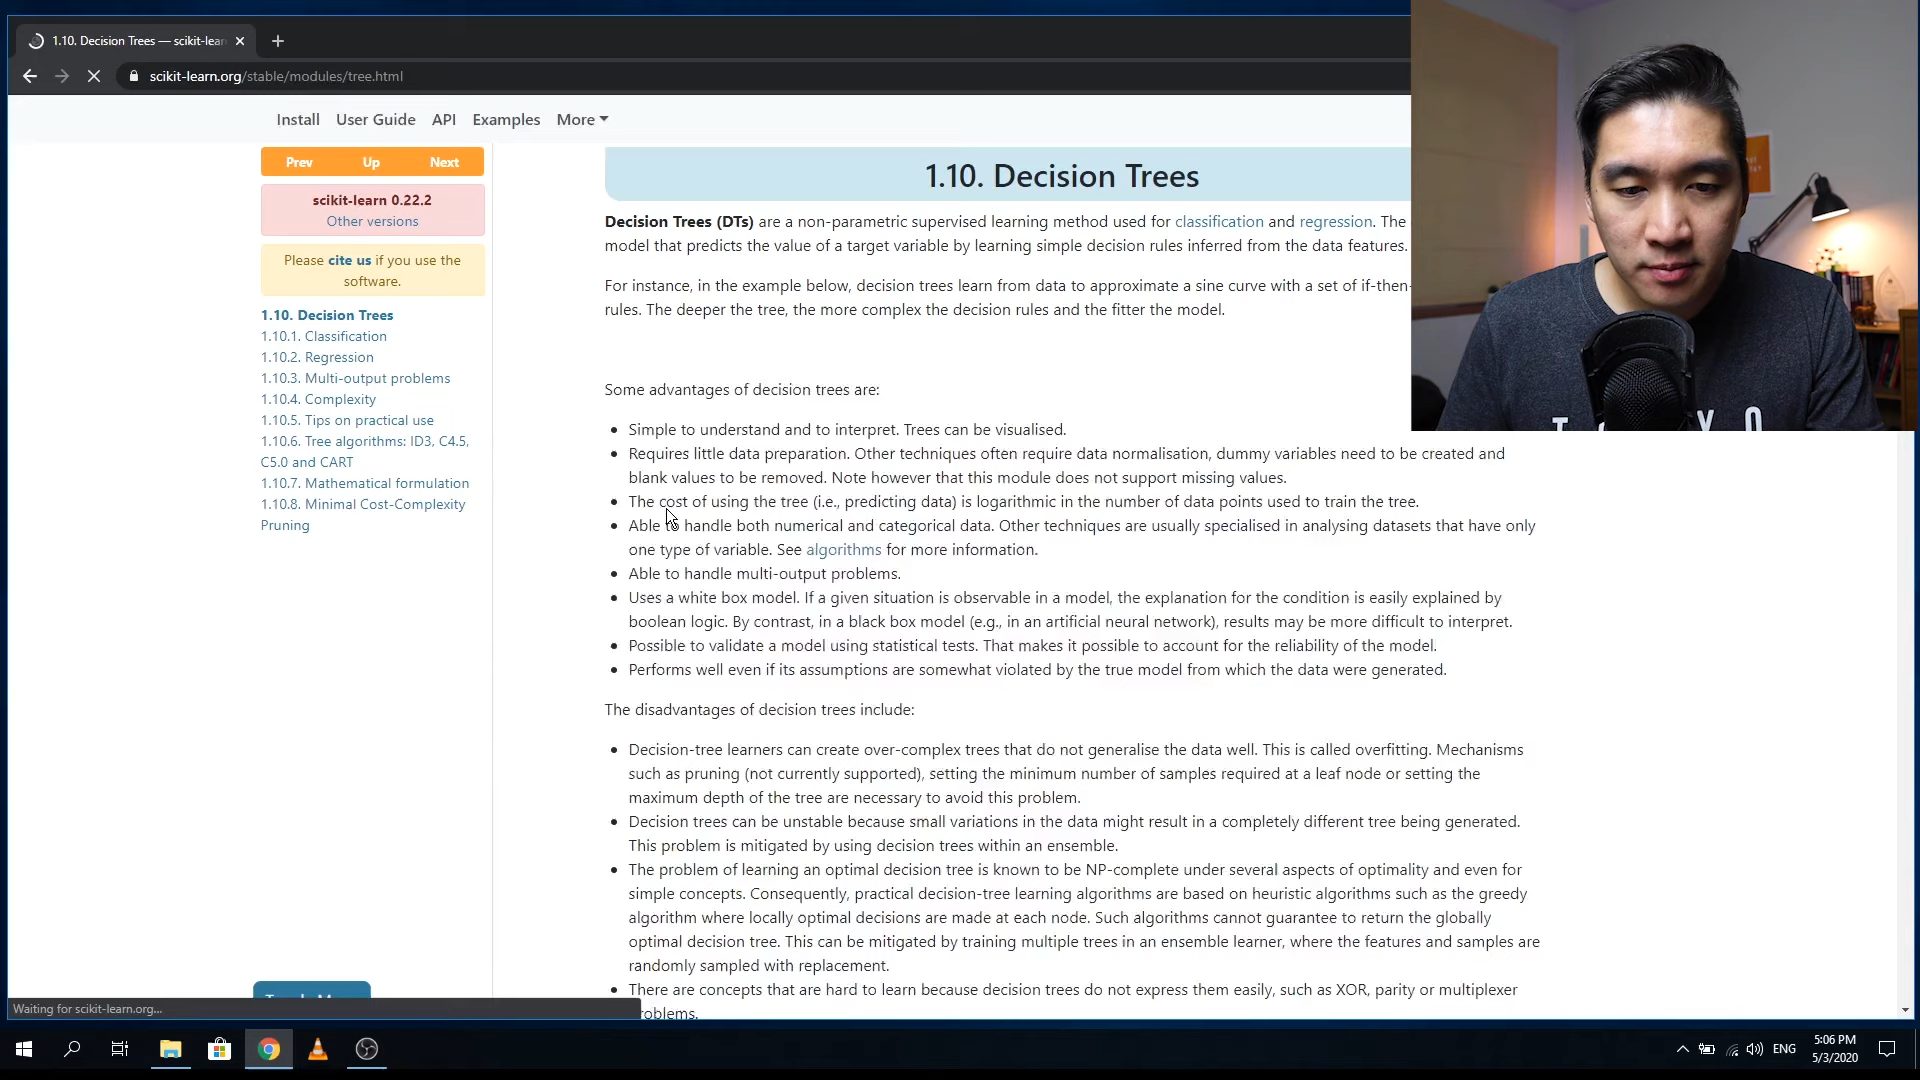 1.10. Decision Trees — scikit-lear
scikit-learn.org/stable/modules/tree.html
Install User Guide API Examples More
Prev Up Next
scikit-learn 0.22.2
Other versions
Please cite us if you use the
software.
1.10. Decision Trees
1.10.1. Classification
1.10.2. Regression
1.10.3. Multi-output problems
1.10.4. Complexity
1.10.5. Tips on practical use
1.10.6. Tree algorithms: ID3, C4.5,
C5.0 and CART
1.10.7. Mathematical formulation
1.10.8. Minimal Cost-Complexity
Pruning
1.10. Decision Trees
Decision Trees (DTs) are a non-parametric supervised learning method used for classification and regression. The
model that predicts the value of a target variable by learning simple decision rules inferred from the data features.
For instance, in the example below, decision trees learn from data to approximate a sine curve with a set of if-then-
rules. The deeper the tree, the more complex the decision rules and the fitter the model.
Some advantages of decision trees are:
• Simple to understand and to interpret. Trees can be visualised.
• Requires little data preparation. Other techniques often require data normalisation, dummy variables need to be created and
blank values to be removed. Note however that this module does not support missing values.
• The cost of using the tree (i.e., predicting data) is logarithmic in the number of data points used to train the tree.
• Able to handle both numerical and categorical data. Other techniques are usually specialised in analysing datasets that have only
one type of variable. See algorithms for more information.
• Able to handle multi-output problems.
• Uses a white box model. If a given situation is observable in a model, the explanation for the condition is easily explained by
boolean logic. By contrast, in a black box model (e.g., in an artificial neural network), results may be more difficult to interpret.
• Possible to validate a model using statistical tests. That makes it possible to account for the reliability of the model.
• Performs well even if its assumptions are somewhat violated by the true model from which the data were generated.
The disadvantages of decision trees include:
• Decision-tree learners can create over-complex trees that do not generalise the data well. This is called overfitting. Mechanisms
such as pruning (not currently supported), setting the minimum number of samples required at a leaf node or setting the
maximum depth of the tree are necessary to avoid this problem.
• Decision trees can be unstable because small variations in the data might result in a completely different tree being generated.
This problem is mitigated by using decision trees within an ensemble.
• The problem of learning an optimal decision tree is known to be NP-complete under several aspects of optimality and even for
simple concepts. Consequently, practical decision-tree learning algorithms are based on heuristic algorithms such as the greedy
algorithm where locally optimal decisions are made at each node. Such algorithms cannot guarantee to return the globally
optimal decision tree. This can be mitigated by training multiple trees in an ensemble learner, where the features and samples are
randomly sampled with replacement.
• There are concepts that are hard to learn because decision trees do not express them easily, such as XOR, parity or multiplexer
roblems.
Waiting for scikit-learn.org...
ENG
5:06 PM
5/3/2020